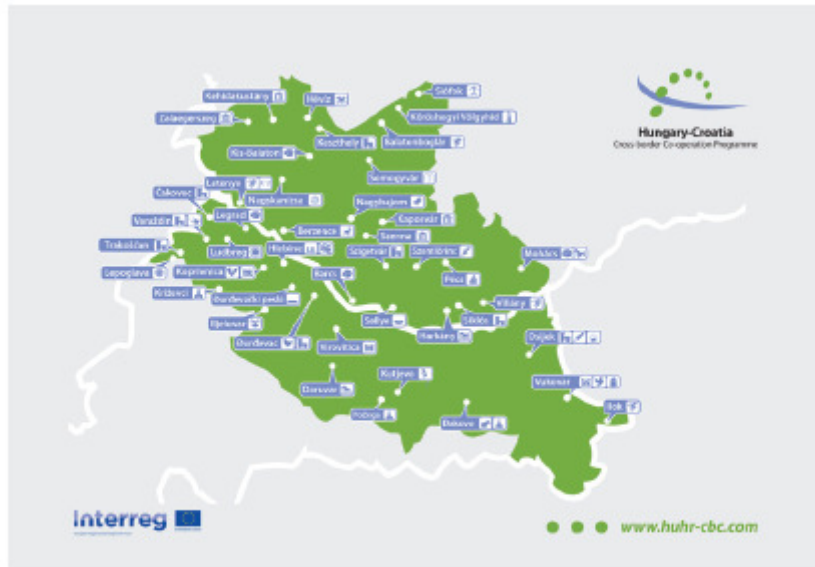 Siófok
Kehidakustány
Hévíz
Kőröshegyi Völgyhíd
Zalaegerszeg
Keszthely
Balatonboglár
Kis-Balaton
Hungary-Croatia
Cross-border Co-operation Programme
Somogyvár
Letenye
Čakovec
Nagykanizsa
Legrad
Nagybajom
Varaždin
Kaposvár
Berzence
Szenna
Trakošćan
Ludbreg
Hlebine
Szigetvár
Szentlőrinc
Mohács
Lepoglava
Koprivnica
Barcs
Pécs
Križevci
Đurđevački peski
Villány
Bjelovar
Sellye
Siklós
Đurđevac
Virovitica
Harkány
Osijek
Kutjevo
Daruvar
Vukovar
Požega
Đakovo
Ilok
Interreg
www.huhr-cbc.com